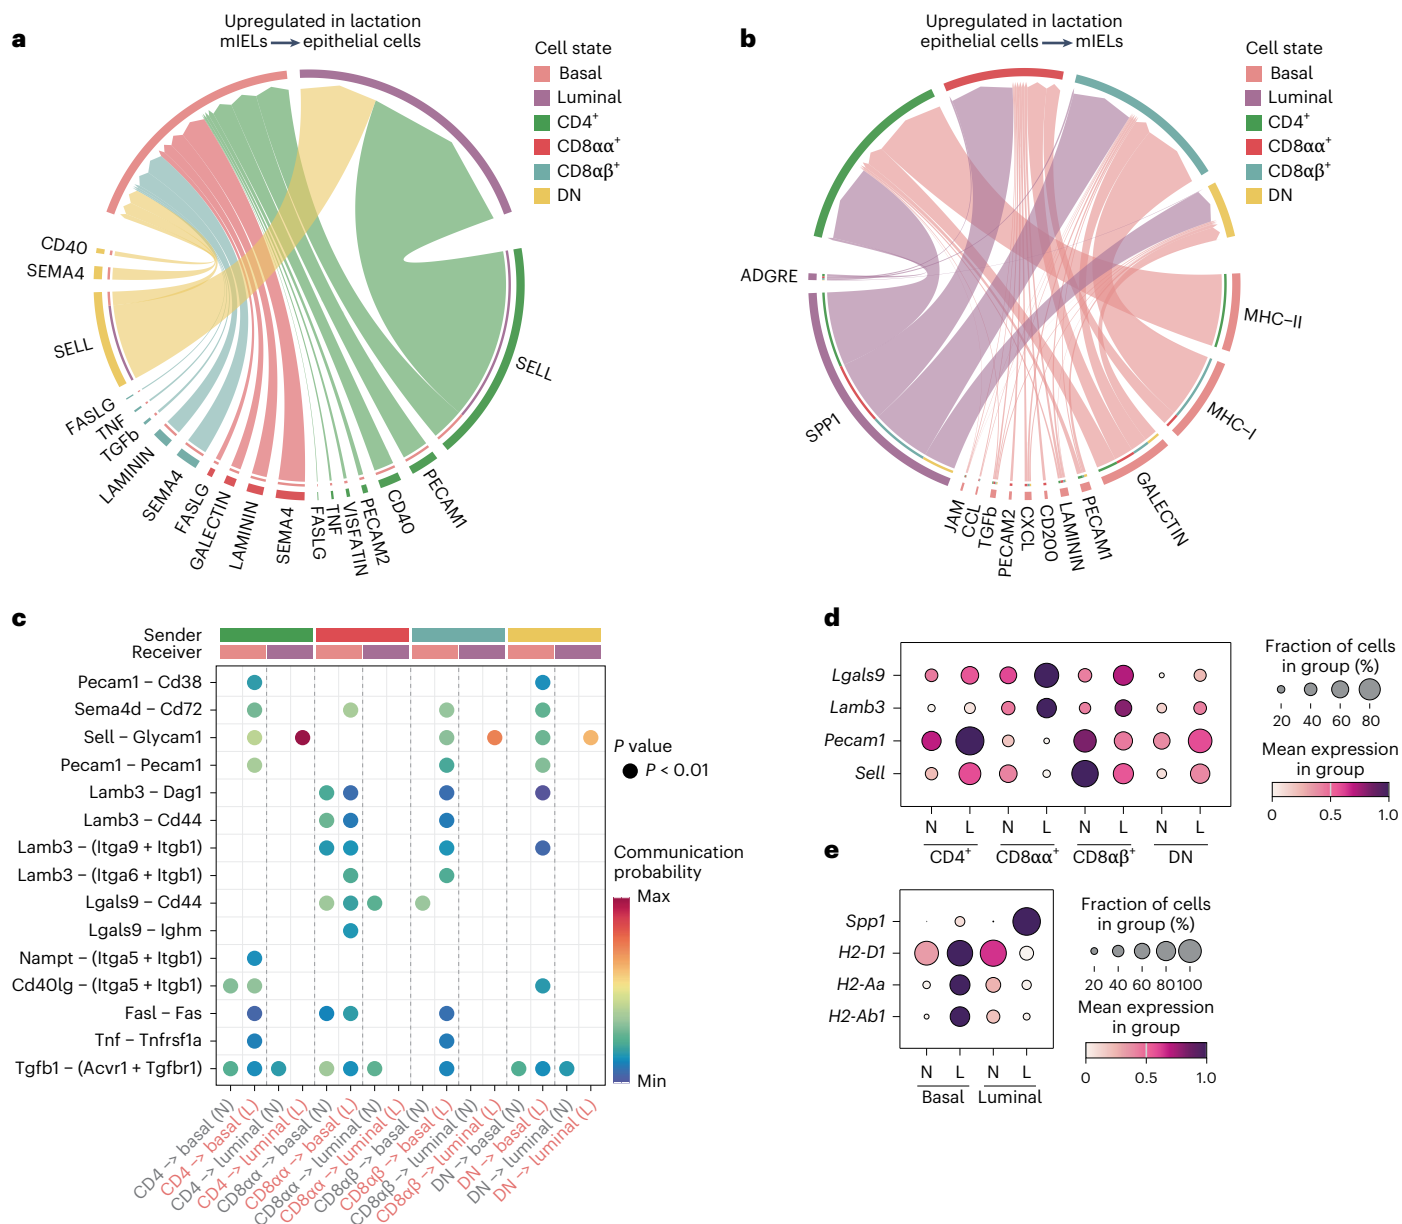 a
Upregulated in lactation
mIELs → epithelial cells
Cell state
Basal
Luminal
CD4+
CD8αα+
CD8αβ+
DN
CD40
SEMA4
SELL
FASLG
TNF
TGFb
LAMININ
SEMA4
FASLG
GALECTIN
LAMININ
SEMA4
FASLG
TNF
VISFATIN
PECAM2
CD40
PECAM1
SELL
b
Upregulated in lactation
epithelial cells → mIELs
Cell state
Basal
Luminal
CD4+
CD8αα+
CD8αβ+
DN
ADGRE
SPP1
JAM
CCL
TGFb
PECAM2
CXCL
CD200
LAMININ
PECAM1
GALECTIN
MHC–I
MHC–II
c
Sender
Receiver
Pecam1 – Cd38
Sema4d – Cd72
Sell – Glycam1
Pecam1 – Pecam1
Lamb3 – Dag1
Lamb3 – Cd44
Lamb3 – (Itga9 + Itgb1)
Lamb3 – (Itga6 + Itgb1)
Lgals9 – Cd44
Lgals9 – Ighm
Nampt – (Itga5 + Itgb1)
Cd40lg – (Itga5 + Itgb1)
Fasl – Fas
Tnf – Tnfrsf1a
Tgfb1 – (Acvr1 + Tgfbr1)
CD4 –> basal (N)
CD4 –> basal (L)
CD4 –> luminal (N)
CD4 –> luminal (L)
CD8αα –> basal (N)
CD8αα –> basal (L)
CD8αα –> luminal (N)
CD8αα –> luminal (L)
CD8αβ –> basal (N)
CD8αβ –> basal (L)
CD8αβ –> luminal (N)
CD8αβ –> luminal (L)
DN –> basal (N)
DN –> basal (L)
DN –> luminal (N)
DN –> luminal (L)
P value
P < 0.01
Communication
probability
Max
Min
d
Lgals9
Lamb3
Pecam1
Sell
N L N L N L N L
CD4+ CD8αα+ CD8αβ+ DN
Fraction of cells
in group (%)
20 40 60 80
Mean expression
in group
0 0.5 1.0
e
Spp1
H2-D1
H2-Aa
H2-Ab1
N L N L
Basal Luminal
Fraction of cells
in group (%)
20 40 60 80 100
Mean expression
in group
0 0.5 1.0